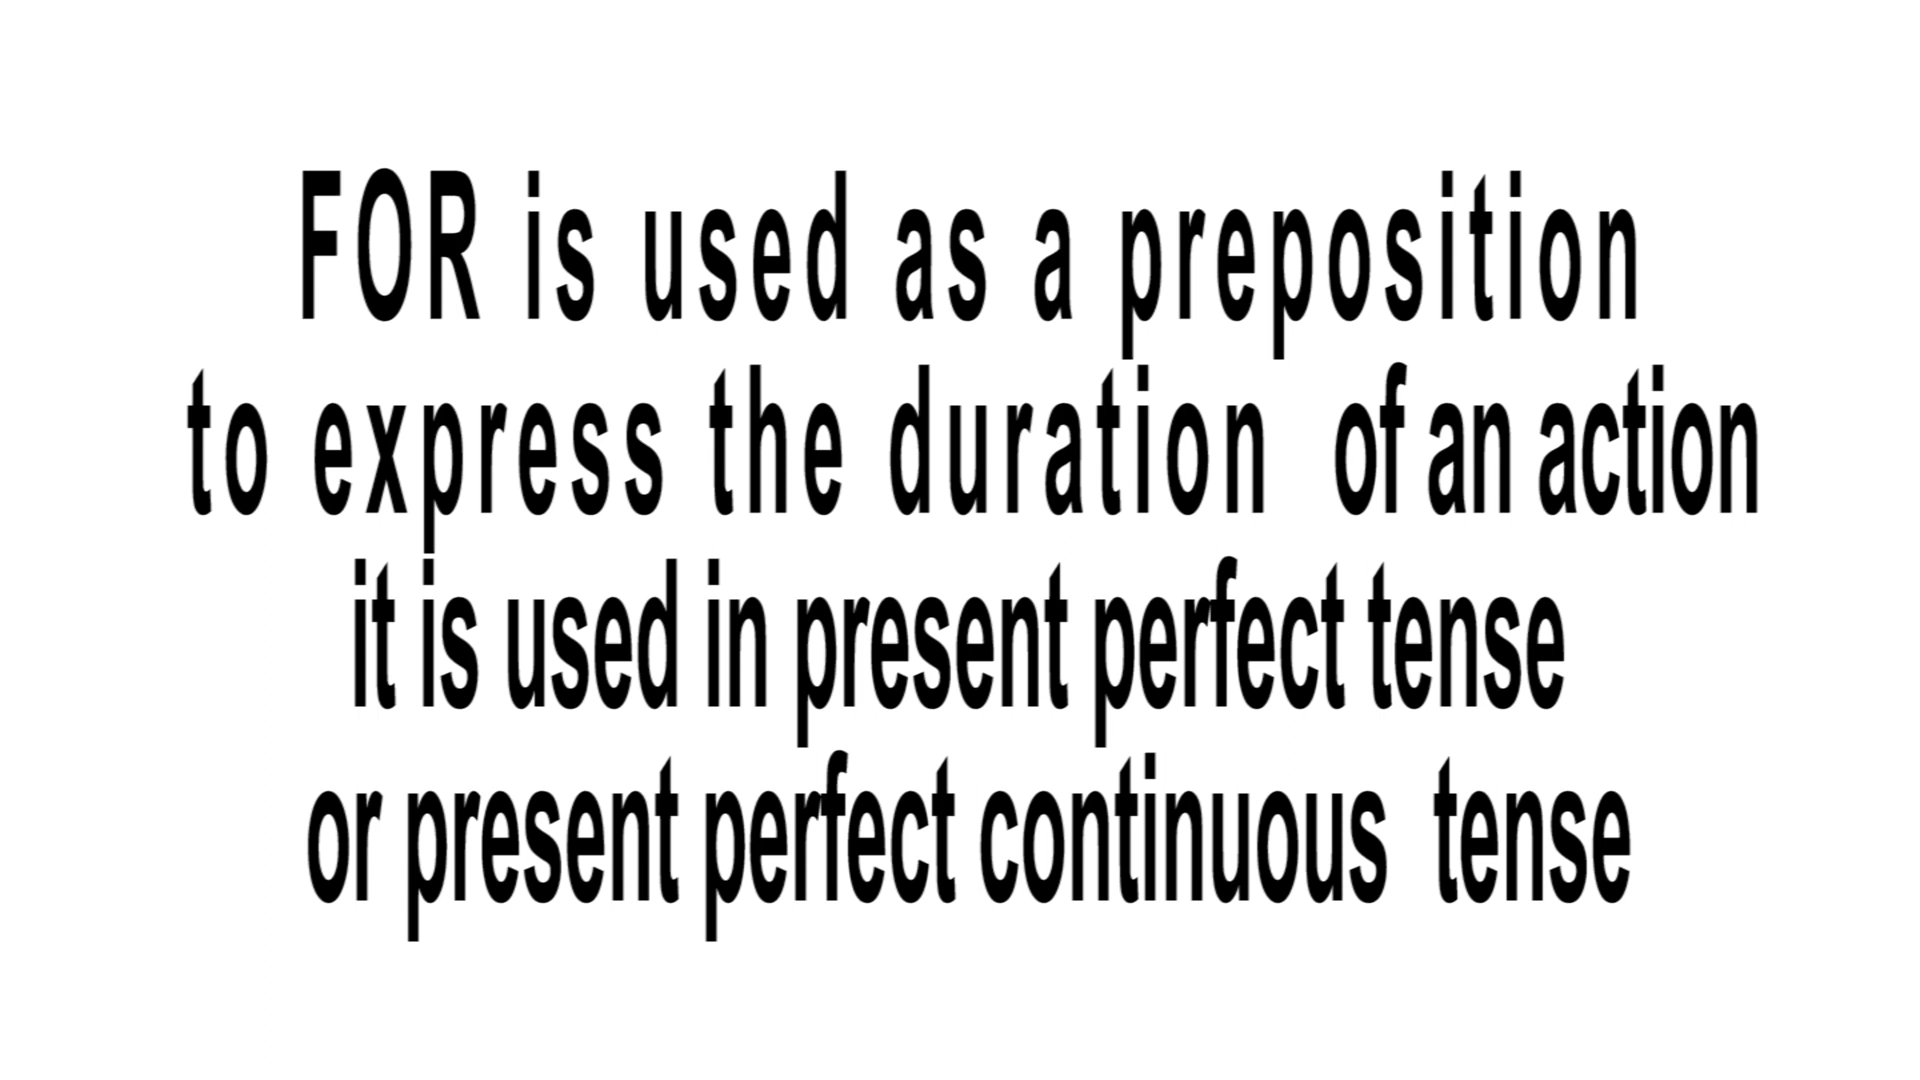 FOR is used as a preposition
to express the duration of an action
it is used in present perfect tense
or present perfect continuous tense